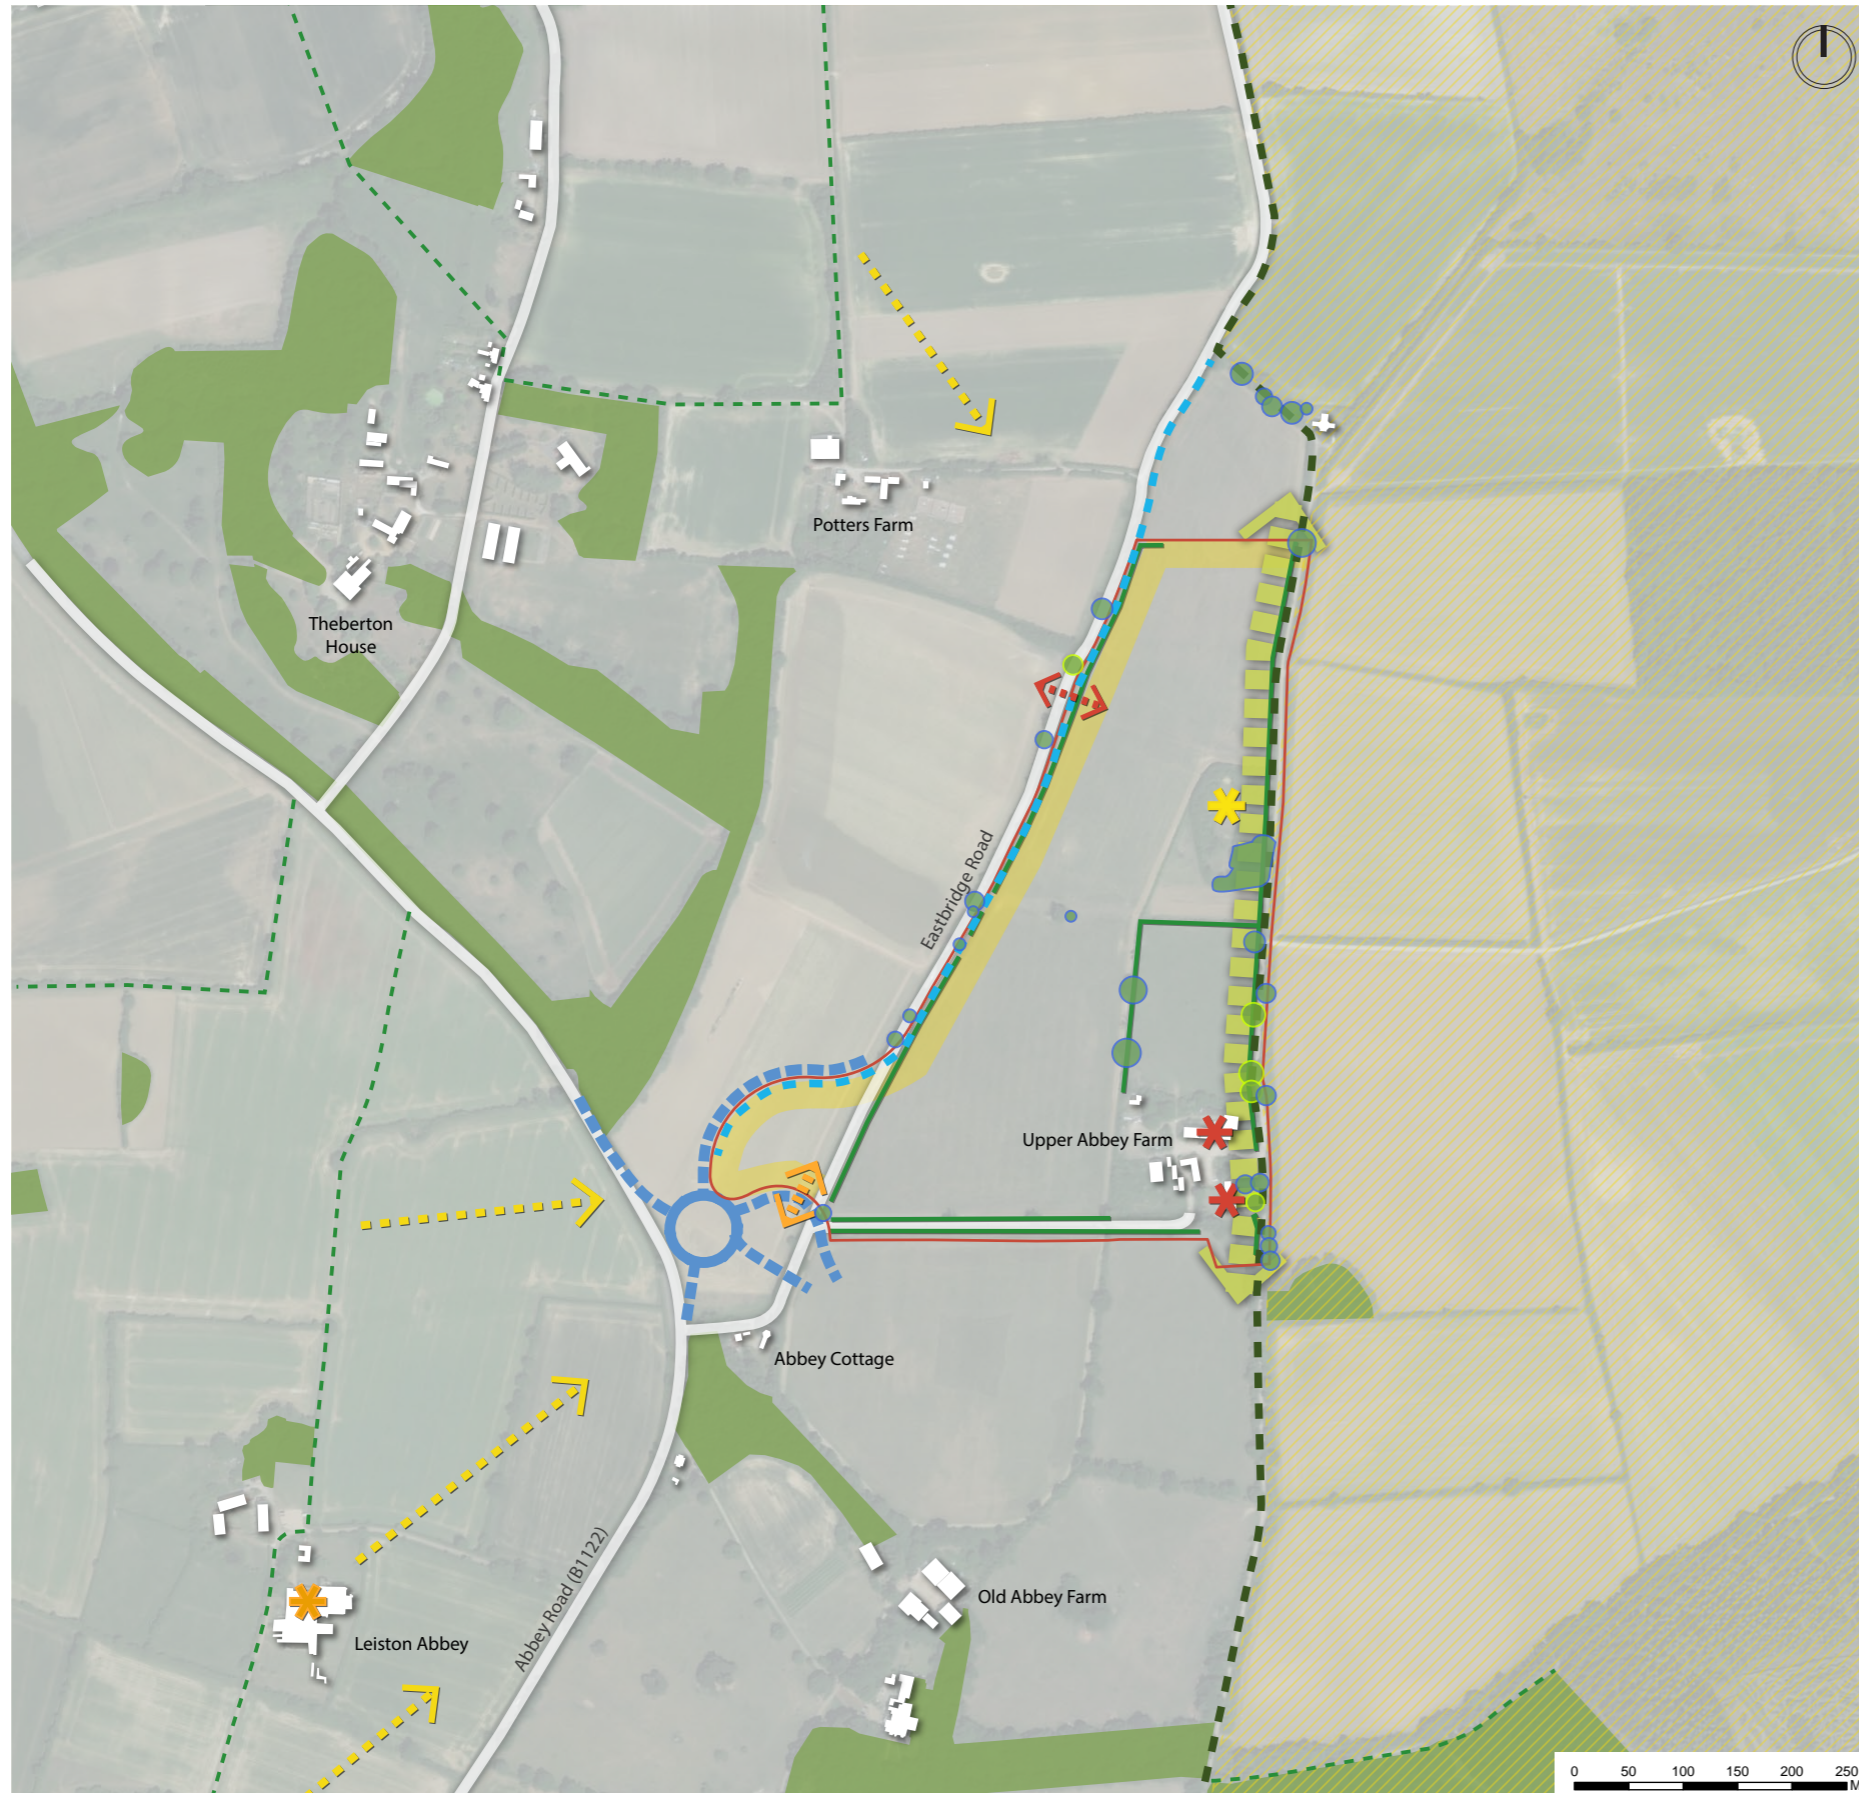 Potters Farm
Theberton
House
Eastbridge Road
Upper Abbey Farm
Abbey Cottage
Abbey Road (B1122)
Old Abbey Farm
Leiston Abbey
0 50 100 150 200 250
M